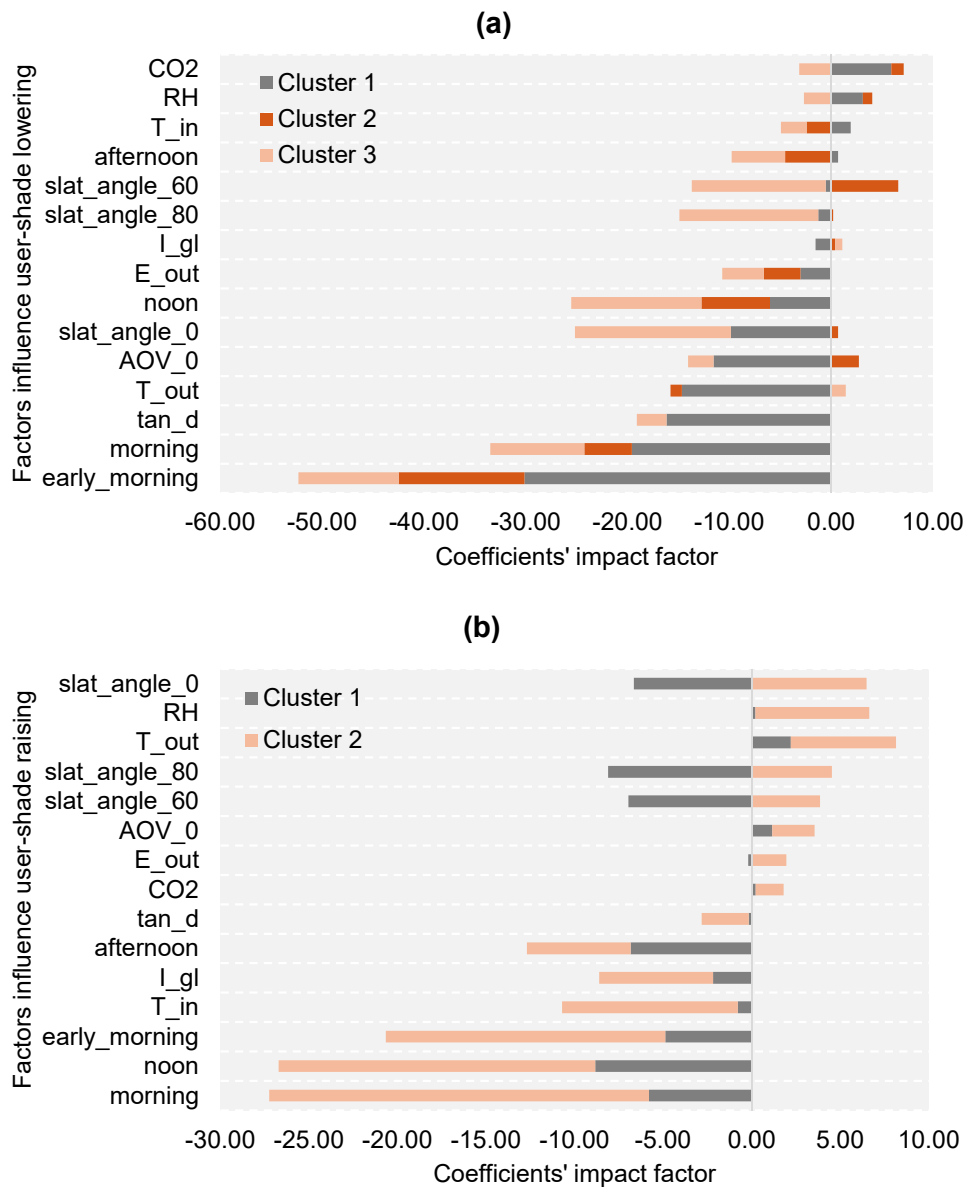 (a)
Factors influence user-shade lowering
CO2
RH
T_in
afternoon
slat_angle_60
slat_angle_80
I_gl
E_out
noon
slat_angle_0
AOV_0
T_out
tan_d
morning
early_morning
Cluster 1
Cluster 2
Cluster 3
-60.00 -50.00 -40.00 -30.00 -20.00 -10.00 0.00 10.00
Coefficients' impact factor
(b)
Factors influence user-shade raising
slat_angle_0
RH
T_out
slat_angle_80
slat_angle_60
AOV_0
E_out
CO2
tan_d
afternoon
I_gl
T_in
early_morning
noon
morning
Cluster 1
Cluster 2
-30.00 -25.00 -20.00 -15.00 -10.00 -5.00 0.00 5.00 10.00
Coefficients' impact factor